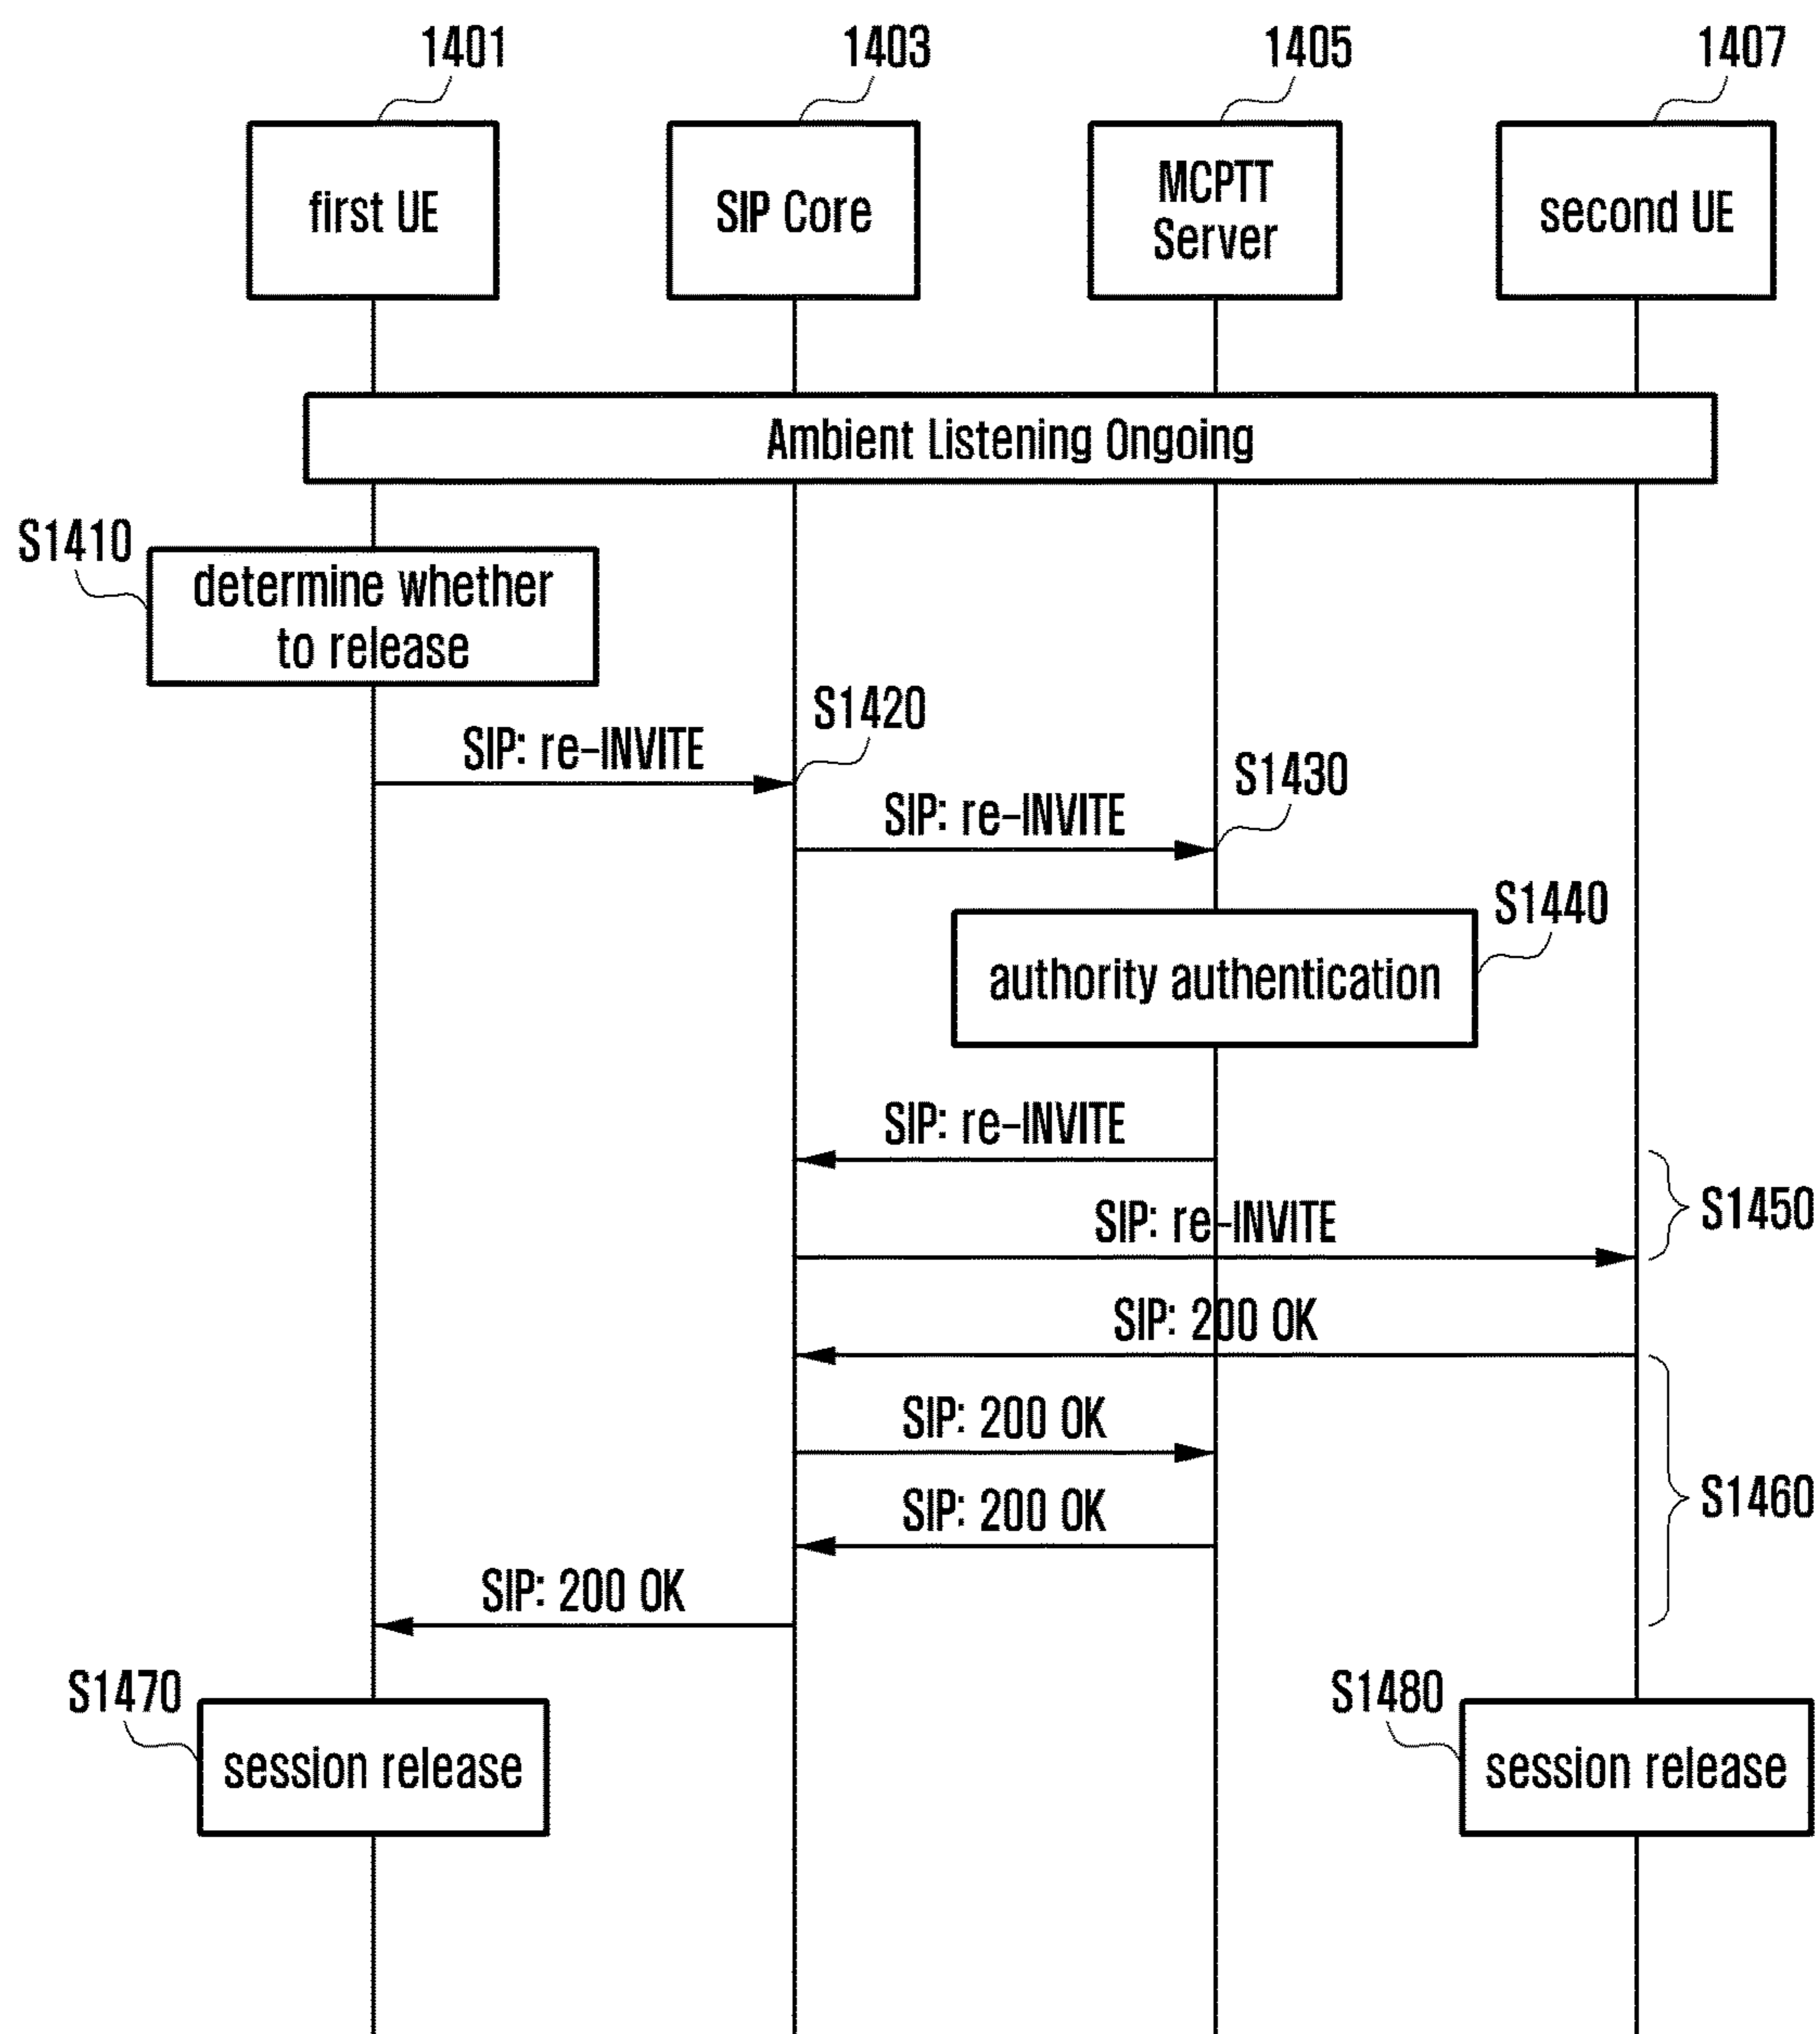 1401
1403
1405
1407
first UE
SIP Core
MCPTT
Server
second UE
Ambient Listening Ongoing
S1410
determine whether
to release
S1420
SIP: re-INVITE
S1430
SIP: re-INVITE
S1440
authority authentication
SIP: re-INVITE
S1450
SIP: re-INVITE
SIP: 200 OK
SIP: 200 OK
S1460
SIP: 200 OK
SIP: 200 OK
S1470
session release
S1480
session release